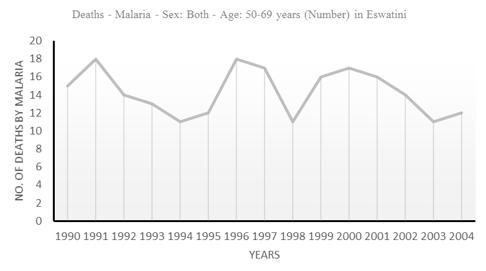 Deaths - Malaria - Sex: Both - Age: 50-69 years (Number) in Eswatini
NO. OF DEATHS BY MALARIA
20
18
16
14
12
10
8
6
4
2
0
1990 1991 1992 1993 1994 1995 1996 1997 1998 1999 2000 2001 2002 2003 2004
YEARS